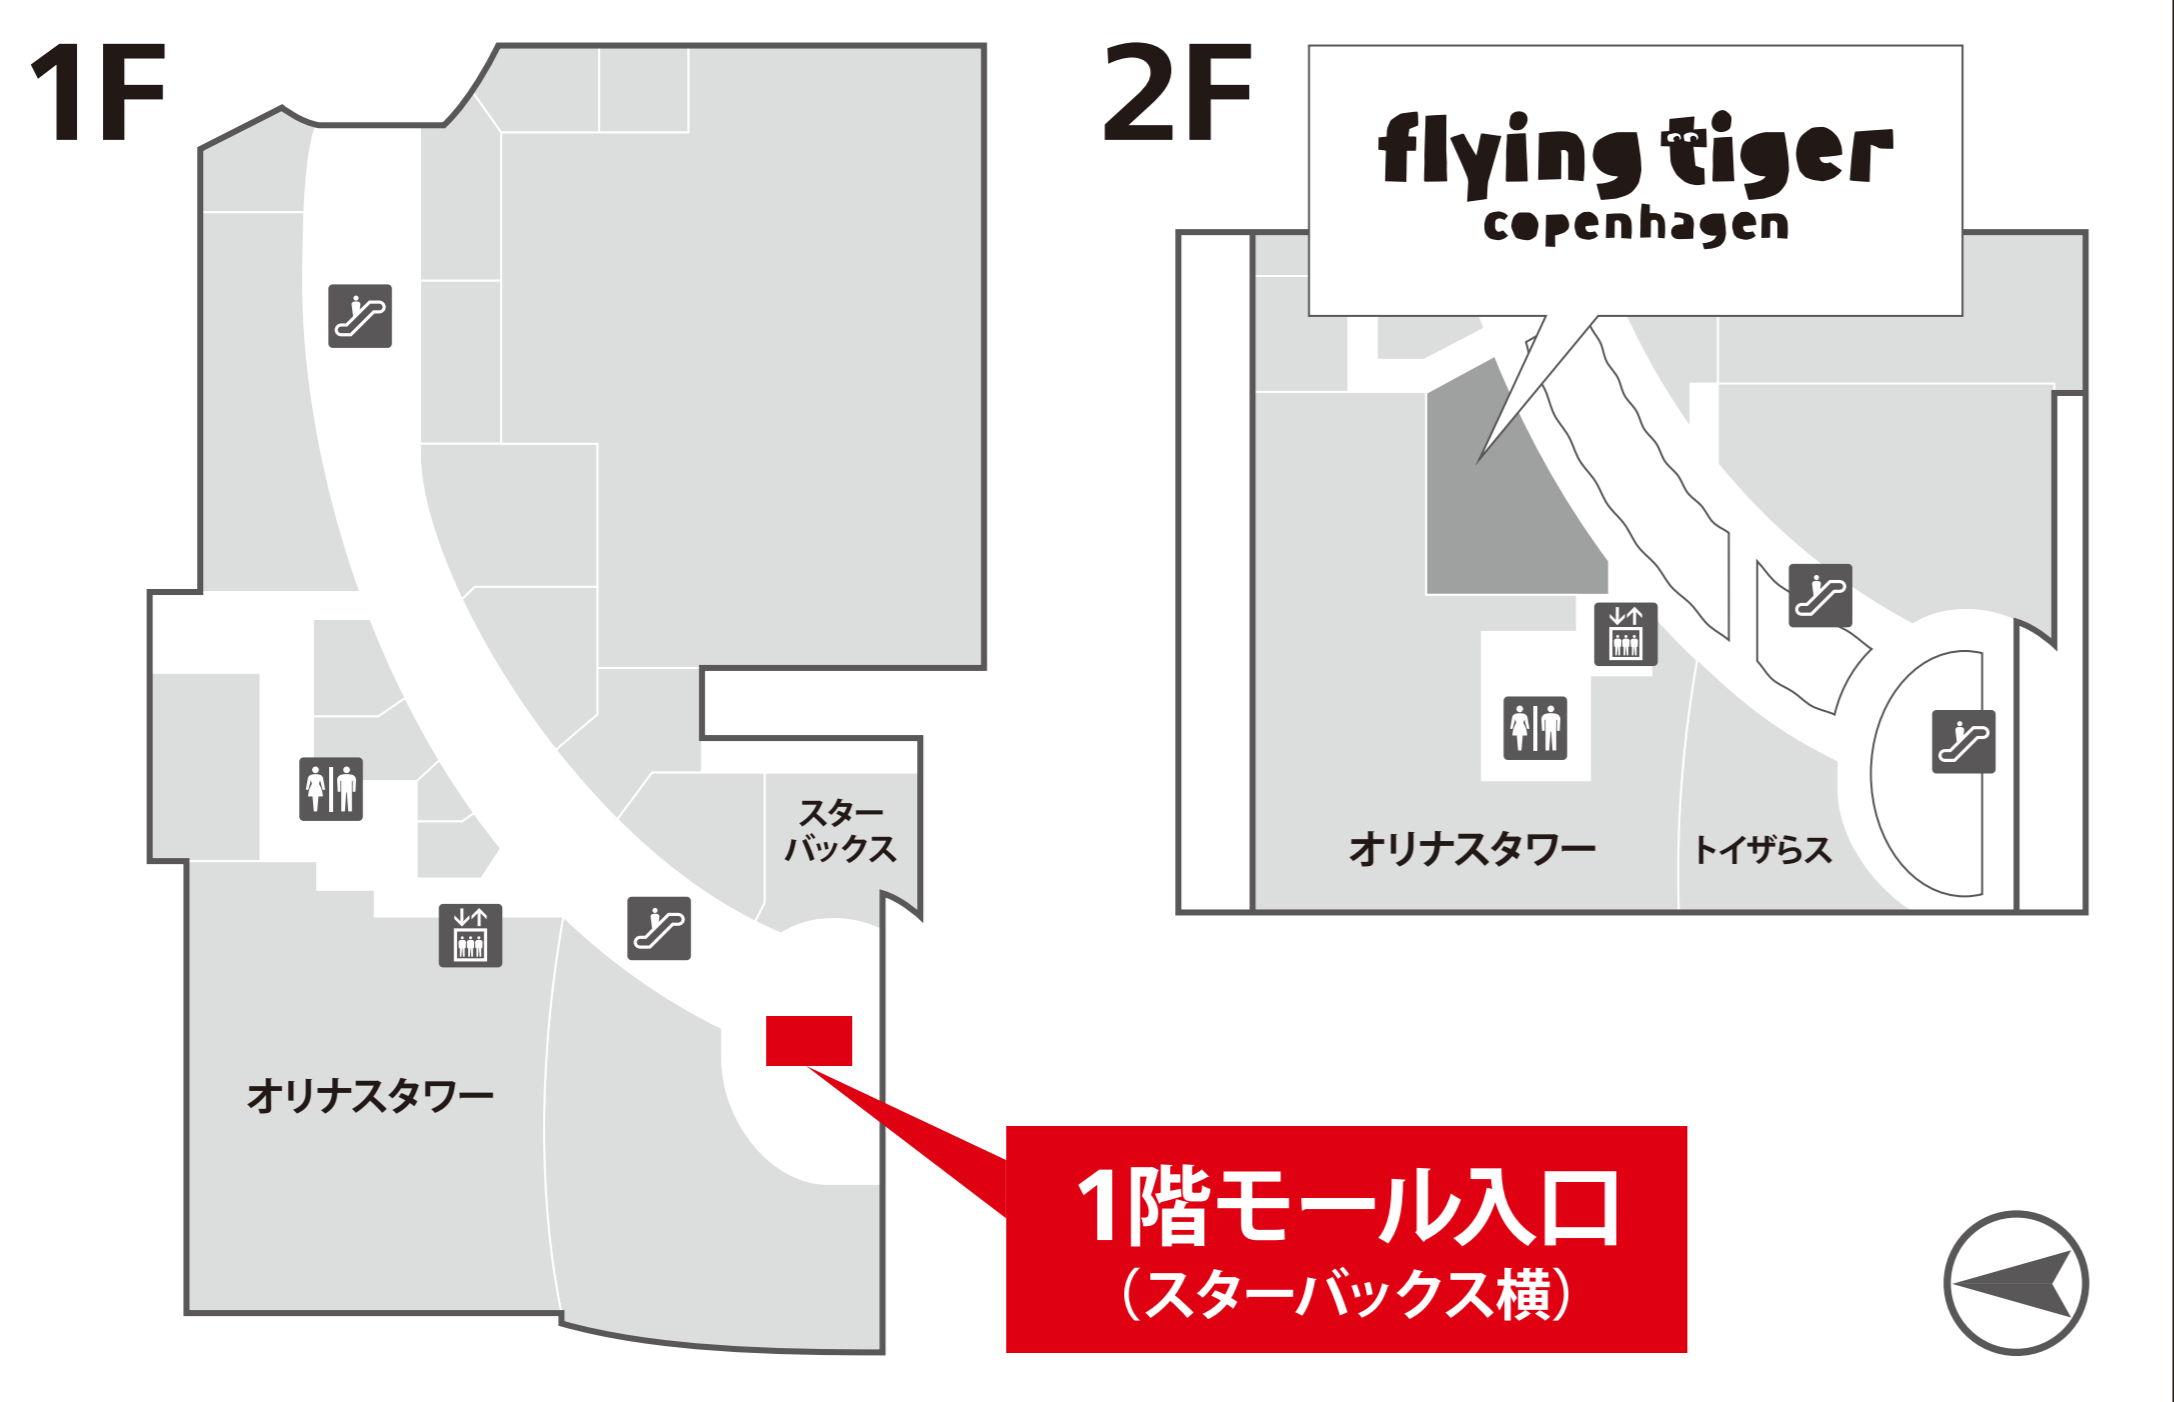 1F
スター
バックス
オリナスタワー
2F
flying tiger
copenhagen
オリナスタワー
トイザらス
1階モール入口
（スターバックス横）